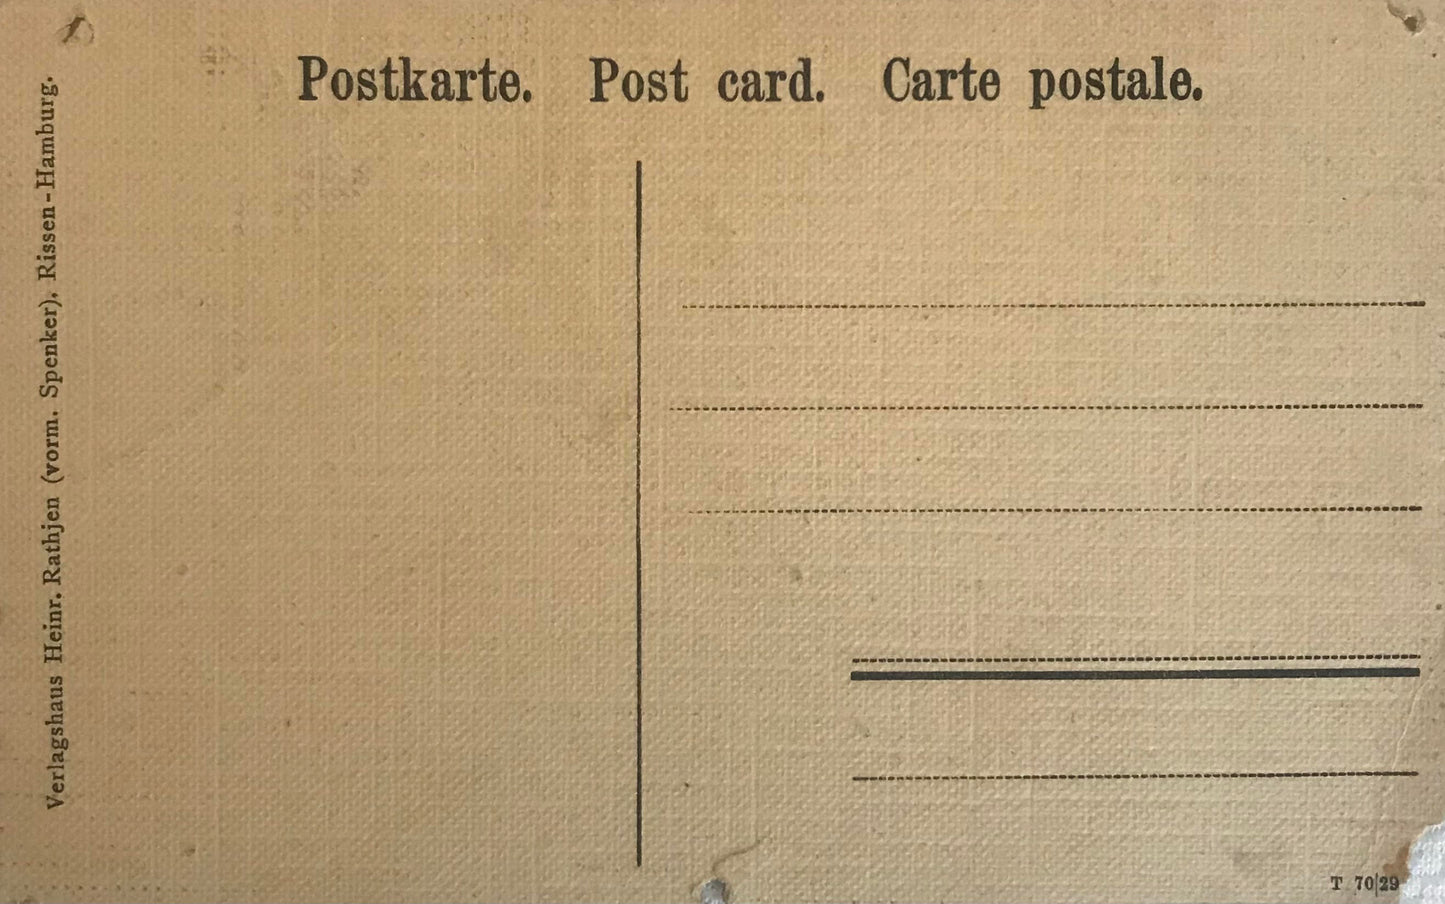 Postkarte. Post card. Carte postale.
Verlagshaus Heinr. Rathjen (vorm. Spenker), Rissen-Hamburg.
T 70|29